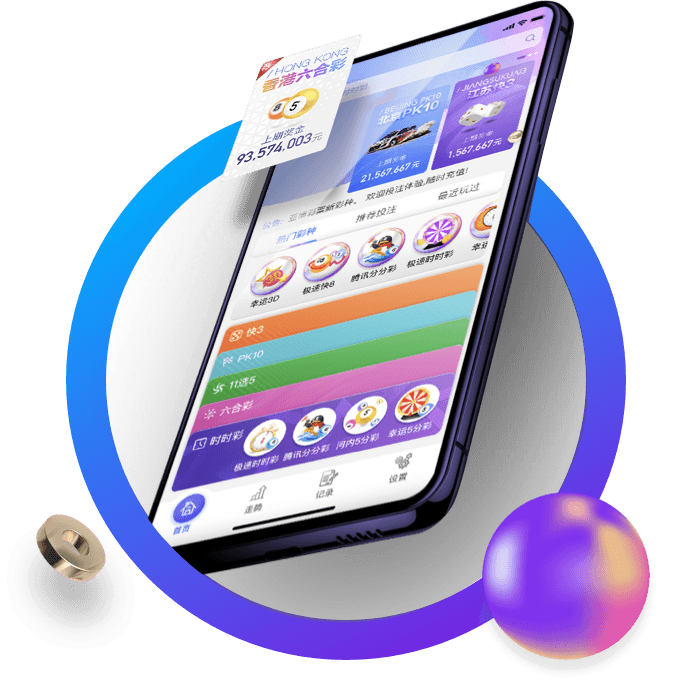 HONG KONG
香港六合彩
8
5
上期奖金
93,574,003元
BEIJING PK10
北京PK10
上期奖金
21,567,667元
JIANGSUKUAI
江苏快3
上期奖金
1,567,667元
欢迎投注体验,随时充值!
热门彩种
推荐投注
最近玩过
幸运3D
极速快8
腾讯分分彩
极速时时彩
幸运
快3
PK10
11选5
六合彩
时时彩
极速时时彩
腾讯分分彩
河内5分彩
幸运5分彩
首页
走势
记录
设置